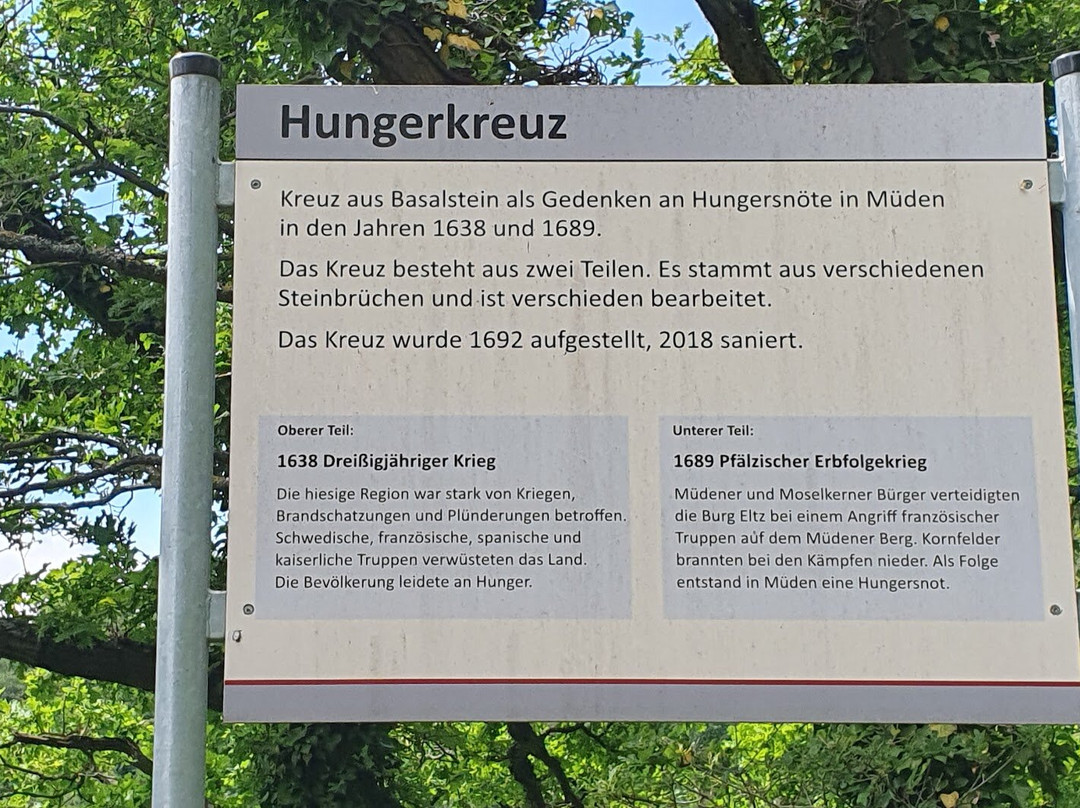 Hungerkreuz
Kreuz aus Basalstein als Gedenken an Hungersnöte in Müden
in den Jahren 1638 und 1689.
Das Kreuz besteht aus zwei Teilen. Es stammt aus verschiedenen
Steinbrüchen und ist verschieden bearbeitet.
Das Kreuz wurde 1692 aufgestellt, 2018 saniert.
Oberer Teil:
1638 Dreißigjähriger Krieg
Die hiesige Region war stark von Kriegen,
Brandschatzungen und Plünderungen betroffen.
Schwedische, französische, spanische und
kaiserliche Truppen verwüsteten das Land.
Die Bevölkerung leidete an Hunger.
Unterer Teil:
1689 Pfälzischer Erbfolgekrieg
Müdener und Moselkerner Bürger verteidigten
die Burg Eltz bei einem Angriff französischer
Truppen auf dem Müdener Berg. Kornfelder
brannten bei den Kämpfen nieder. Als Folge
entstand in Müden eine Hungersnot.